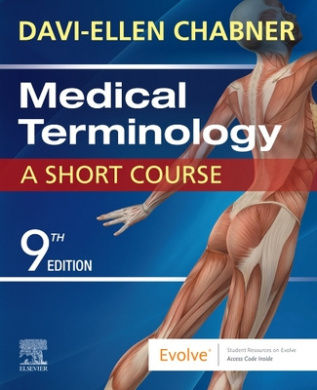 DAVI-ELLEN CHABNER
Medical
Terminology
A SHORT COURSE
9TH
EDITION
ELSEVIER
Evolve®
Student Resources on Evolve
Access Code Inside